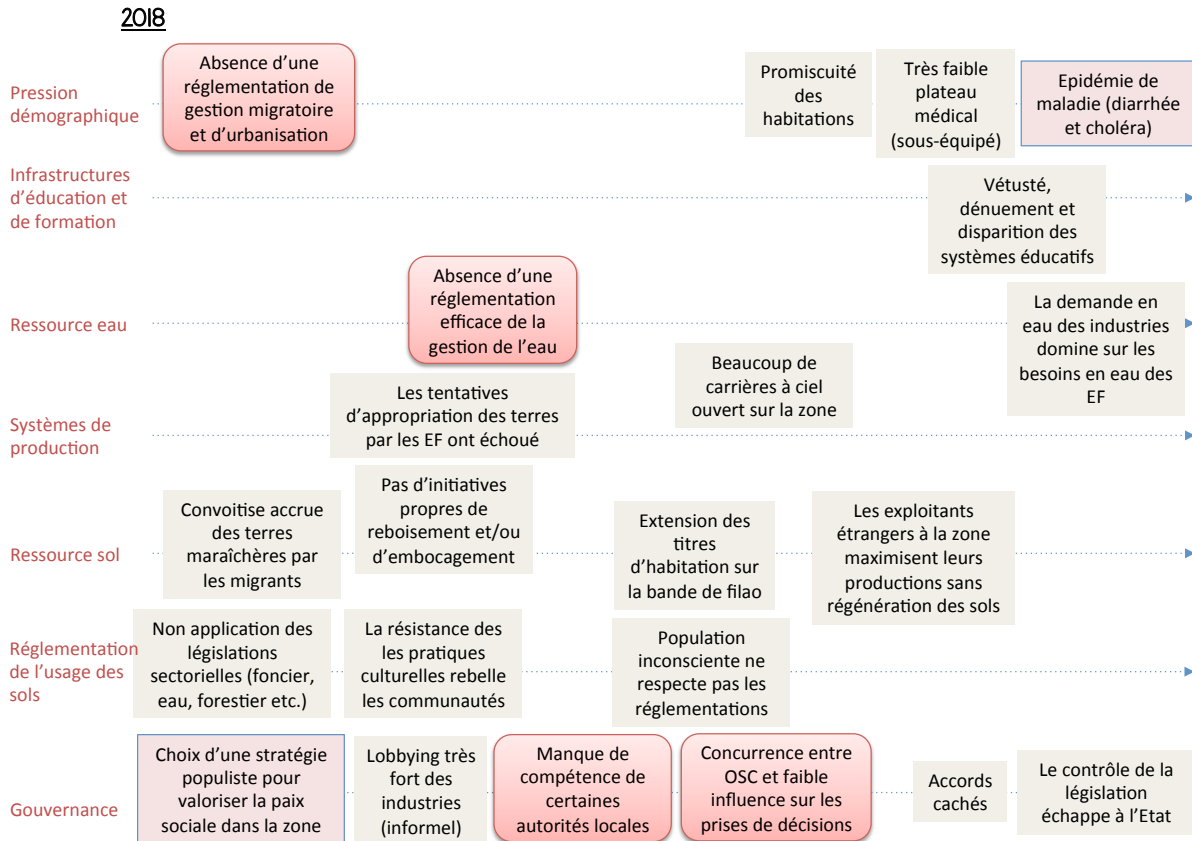 2018
Pression
démographique
Absence d’une
réglementation de
gestion migratoire
et d’urbanisation
Promiscuité
des
habitations
Très faible
plateau
médical
(sous-équipé)
Epidémie de
maladie (diarrhée
et choléra)
Infrastructures
d’éducation et
de formation
Vétusté,
dénuement et
disparition des
systèmes éducatifs
Ressource eau
Absence d’une
réglementation
efficace de la
gestion de l’eau
La demande en
eau des industries
domine sur les
besoins en eau des
EF
Systèmes de
production
Les tentatives
d’appropriation des terres
par les EF ont échoué
Beaucoup de
carrières à ciel
ouvert sur la zone
Ressource sol
Convoitise accrue
des terres
maraîchères par
les migrants
Pas d’initiatives
propres de
reboisement et/ou
d’embocagement
Extension des
titres
d’habitation sur
la bande de filao
Les exploitants
étrangers à la zone
maximisent leurs
productions sans
régénération des sols
Réglementation
de l’usage des
sols
Non application des
législations
sectorielles (foncier,
eau, forestier etc.)
La résistance des
les pratiques
culturelles rebelle
les communautés
Population
inconsciente ne
respecte pas les
réglementations
Gouvernance
Choix d’une stratégie
populiste pour
valoriser la paix
sociale dans la zone
Lobbying très
fort des
industries
(informel)
Manque de
compétence de
certaines
autorités locales
Concurrence entre
OSC et faible
influence sur les
prises de décisions
Accords
cachés
Le contrôle de la
législation
échappe à l’Etat